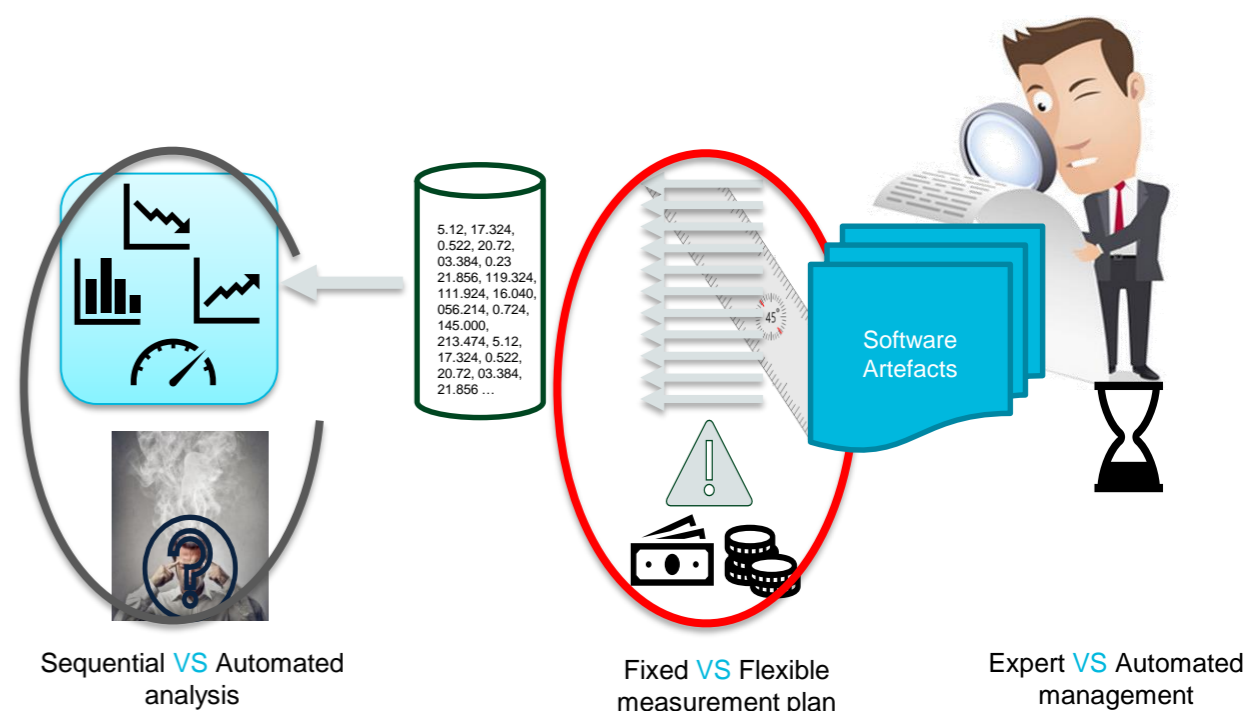 5.12, 17.324,
0.522, 20.72,
03.384, 0.23
21.856, 119.324,
111.924, 16.040,
056.214, 0.724,
145.000,
213.474, 5.12,
17.324, 0.522,
20.72, 03.384,
21.856 …
45°
Software
Artefacts
Sequential VS Automated
analysis
Fixed VS Flexible
measurement plan
Expert VS Automated
management